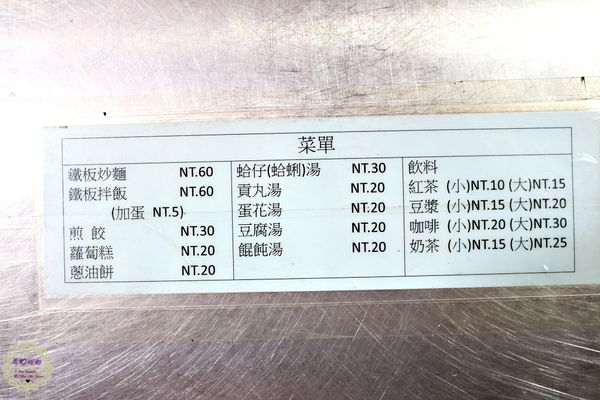 菜單
鐵板炒麵 NT.60
鐵板拌飯 NT.60
(加蛋 NT.5)
煎 餃 NT.30
蘿蔔糕 NT.20
蔥油餅 NT.20
蛤仔(蛤蜊)湯 NT.30
貢丸湯 NT.20
蛋花湯 NT.20
豆腐湯 NT.20
餛飩湯 NT.20
飲料
紅茶 (小)NT.10 (大)NT.15
豆漿 (小)NT.15 (大)NT.20
咖啡 (小)NT.20 (大)NT.30
奶茶 (小)NT.15 (大)NT.25